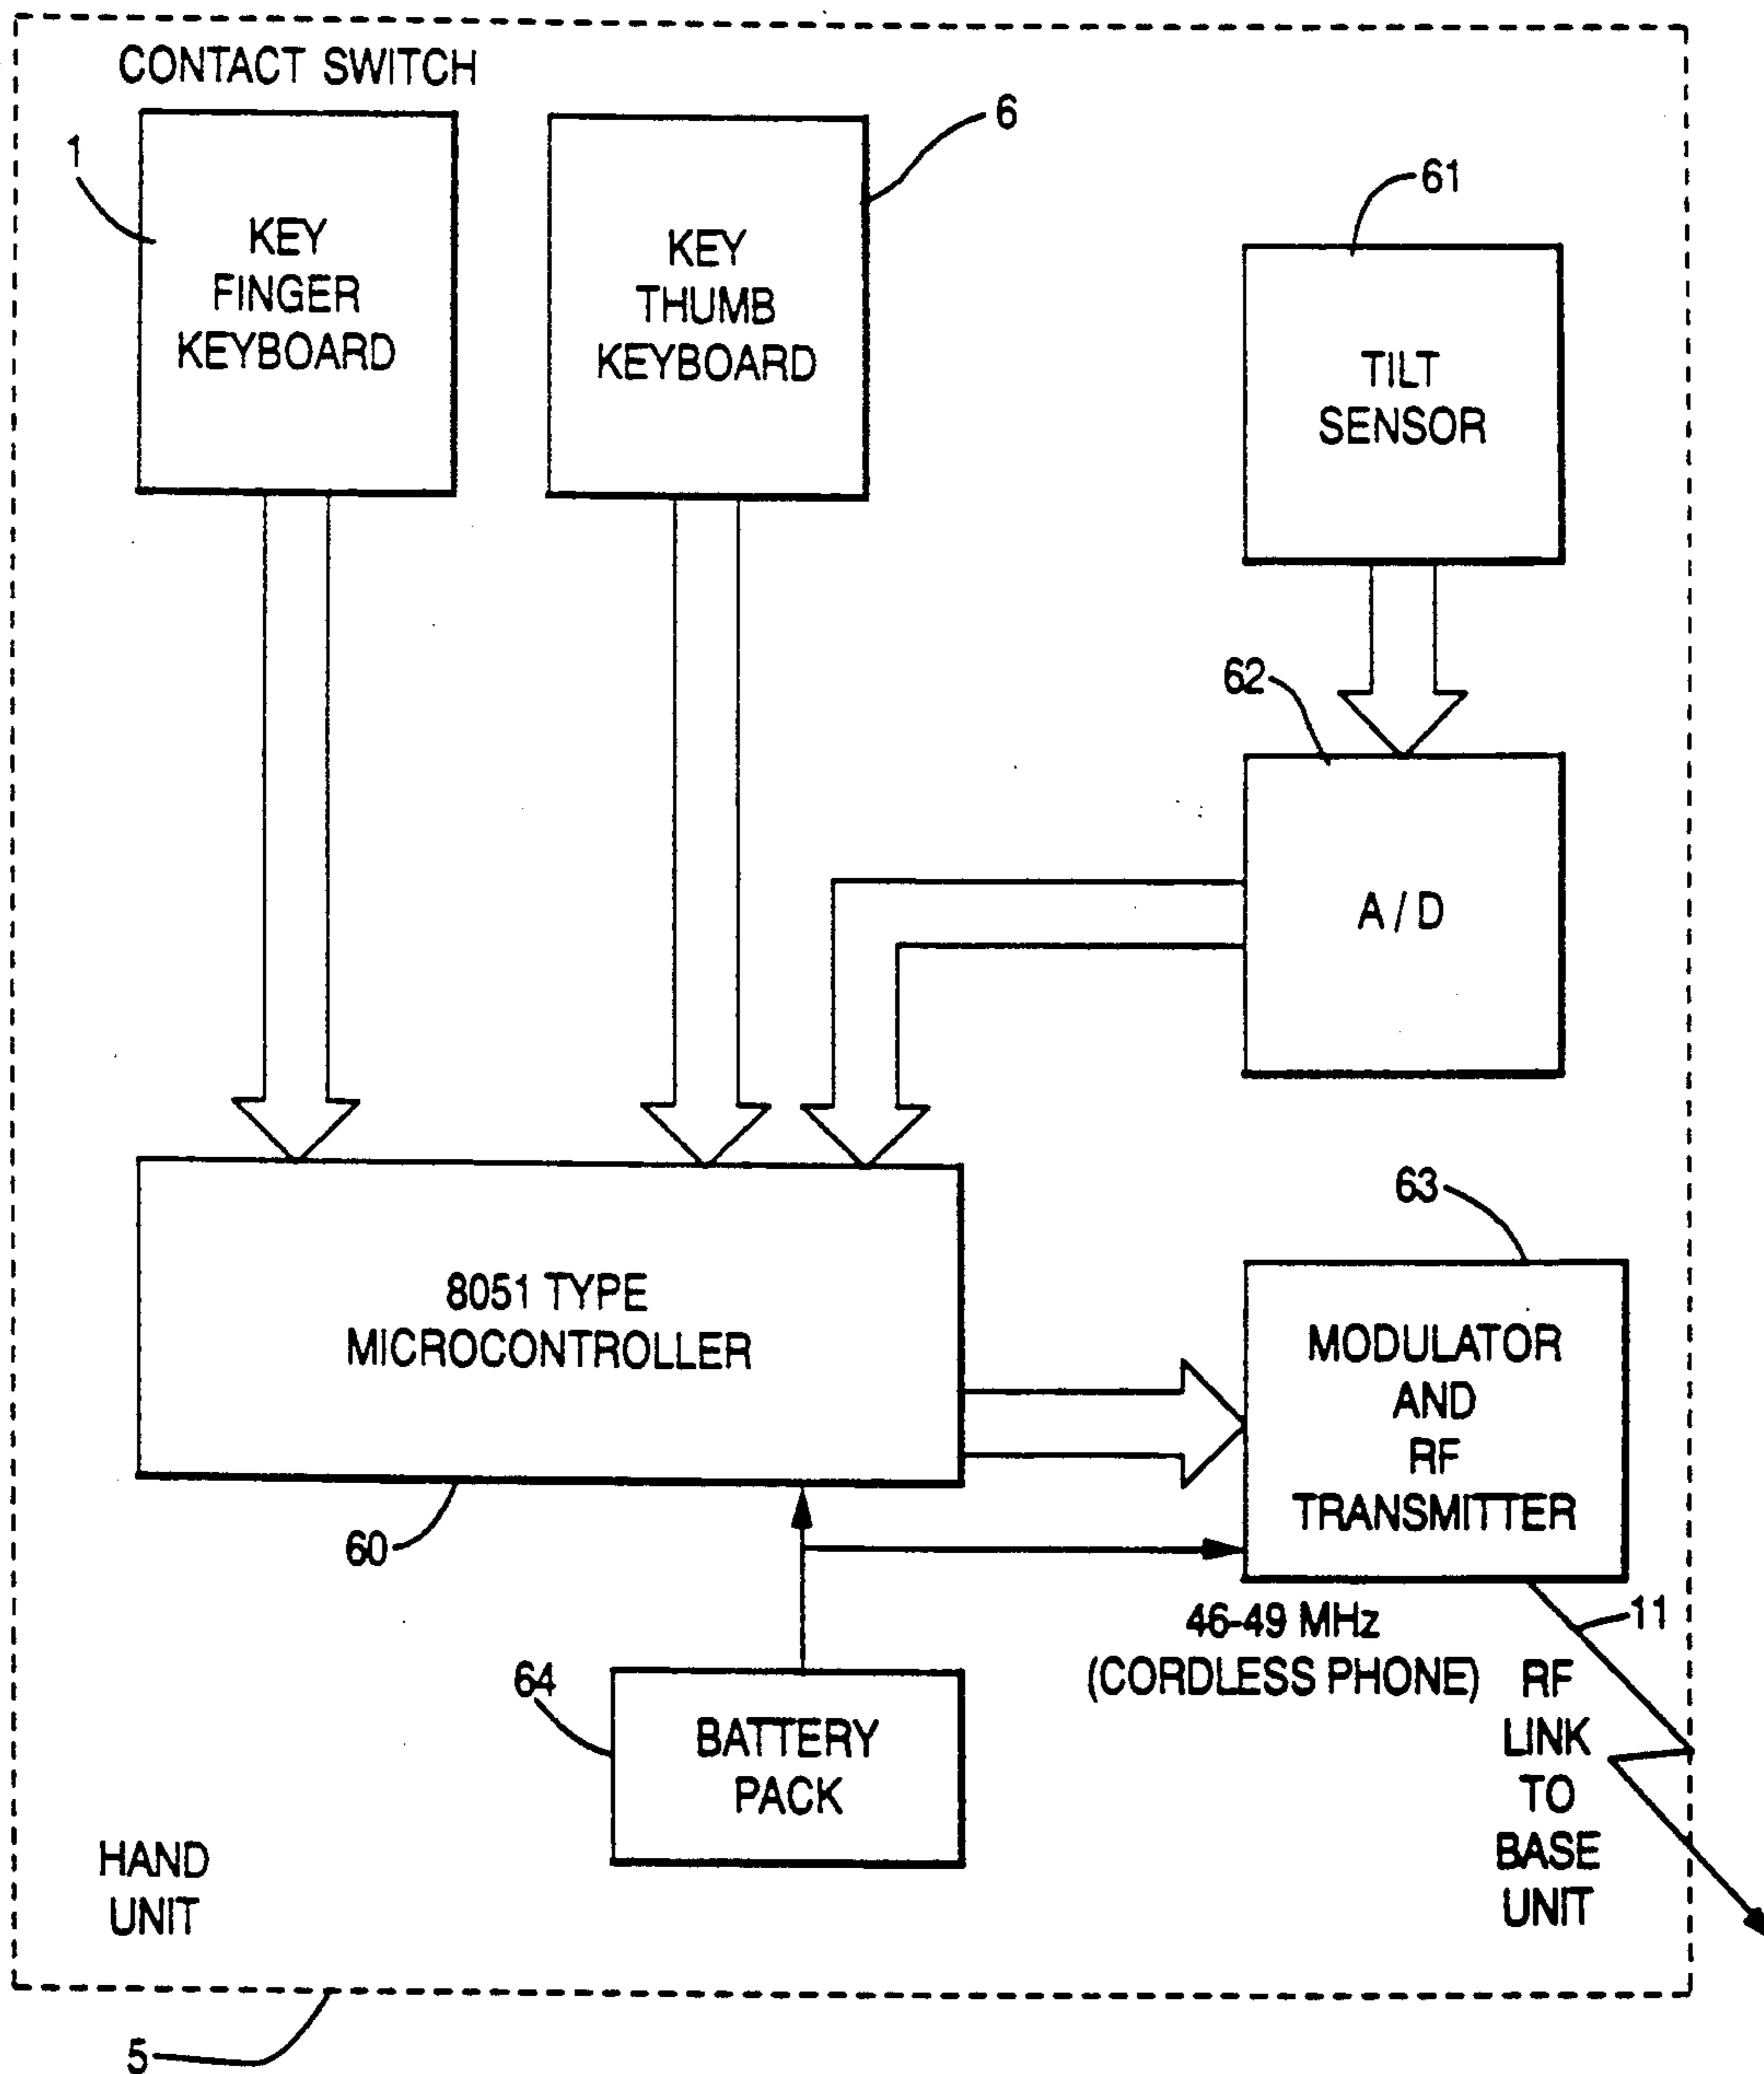 CONTACT SWITCH
1
KEY
FINGER
KEYBOARD
6
KEY
THUMB
KEYBOARD
61
TILT
SENSOR
62
A / D
8051 TYPE
MICROCONTROLLER
60
63
MODULATOR
AND
RF
TRANSMITTER
46-49 MHz
(CORDLESS PHONE)
11
RF
LINK
TO
BASE
UNIT
64
BATTERY
PACK
HAND
UNIT
5